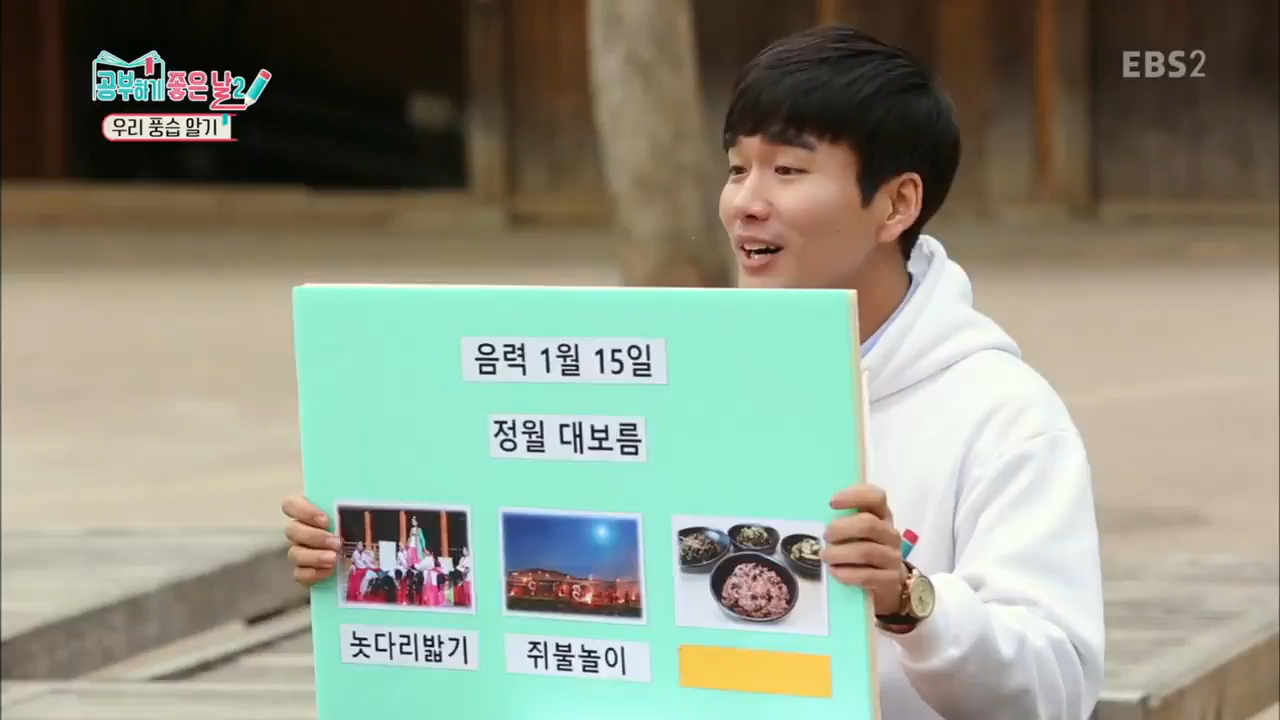 공부하기 좋은 날2
우리 풍습 알기
EBS2
음력 1월 15일
정월 대보름
놋다리밟기
쥐불놀이